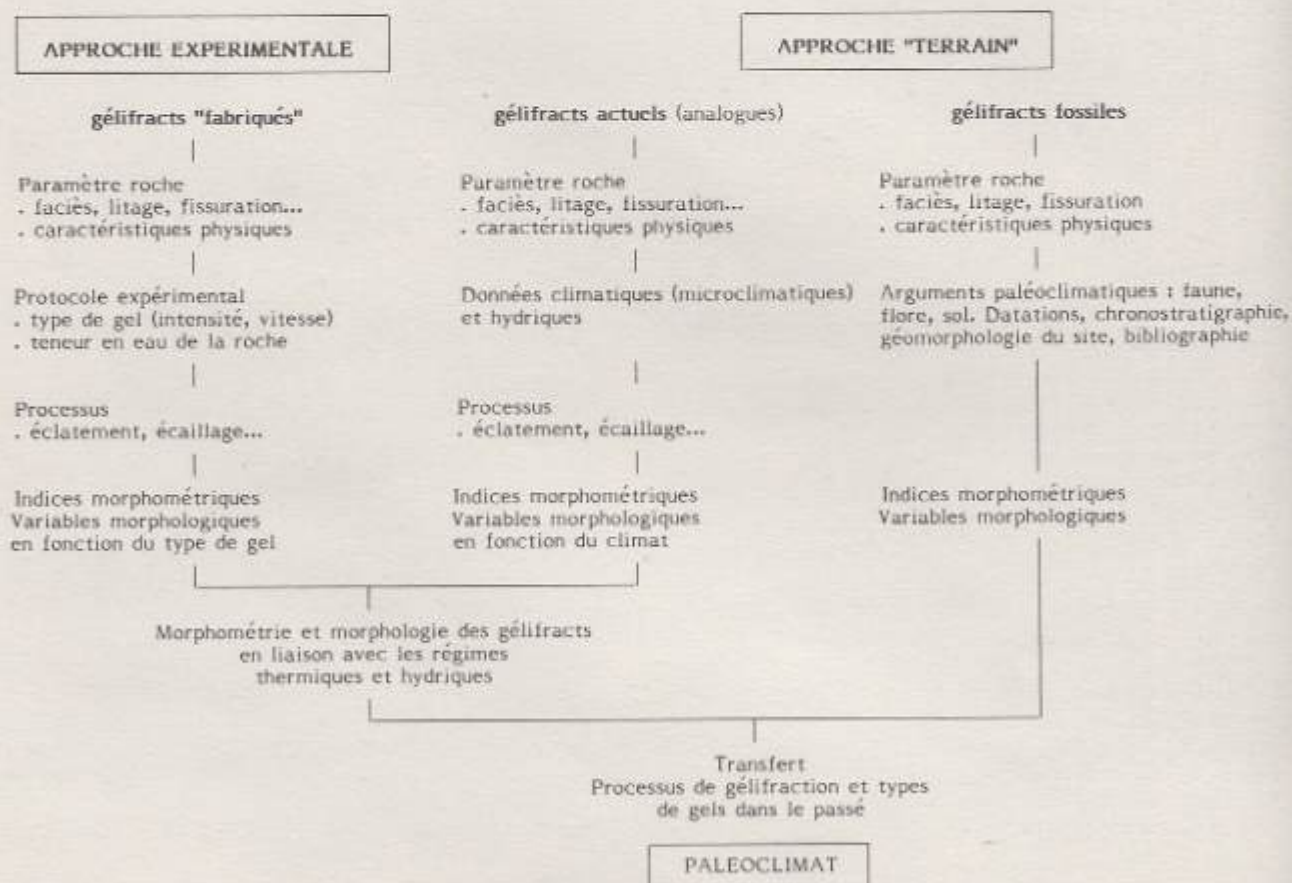 APPROCHE EXPERIMENTALE
APPROCHE "TERRAIN"
gélifracts "fabriqués"
Paramètre roche
. faciès, litage, fissuration...
. caractéristiques physiques
Protocole expérimental
. type de gel (intensité, vitesse)
. teneur en eau de la roche
Processus
. éclatement, écaillage...
Indices morphométriques
Variables morphologiques
en fonction du type de gel
gélifracts actuels (analogues)
Paramètre roche
. faciès, litage, fissuration...
. caractéristiques physiques
Données climatiques (microclimatiques)
et hydriques
Processus
. éclatement, écaillage...
Indices morphométriques
Variables morphologiques
en fonction du climat
gélifracts fossiles
Paramètre roche
. faciès, litage, fissuration
. caractéristiques physiques
Arguments paléoclimatiques : faune,
flore, sol. Datations, chronostratigraphie,
géomorphologie du site, bibliographie
Indices morphométriques
Variables morphologiques
Morphométrie et morphologie des gélifracts
en liaison avec les régimes
thermiques et hydriques
Transfert
Processus de gélifraction et types
de gels dans le passé
PALEOCLIMAT